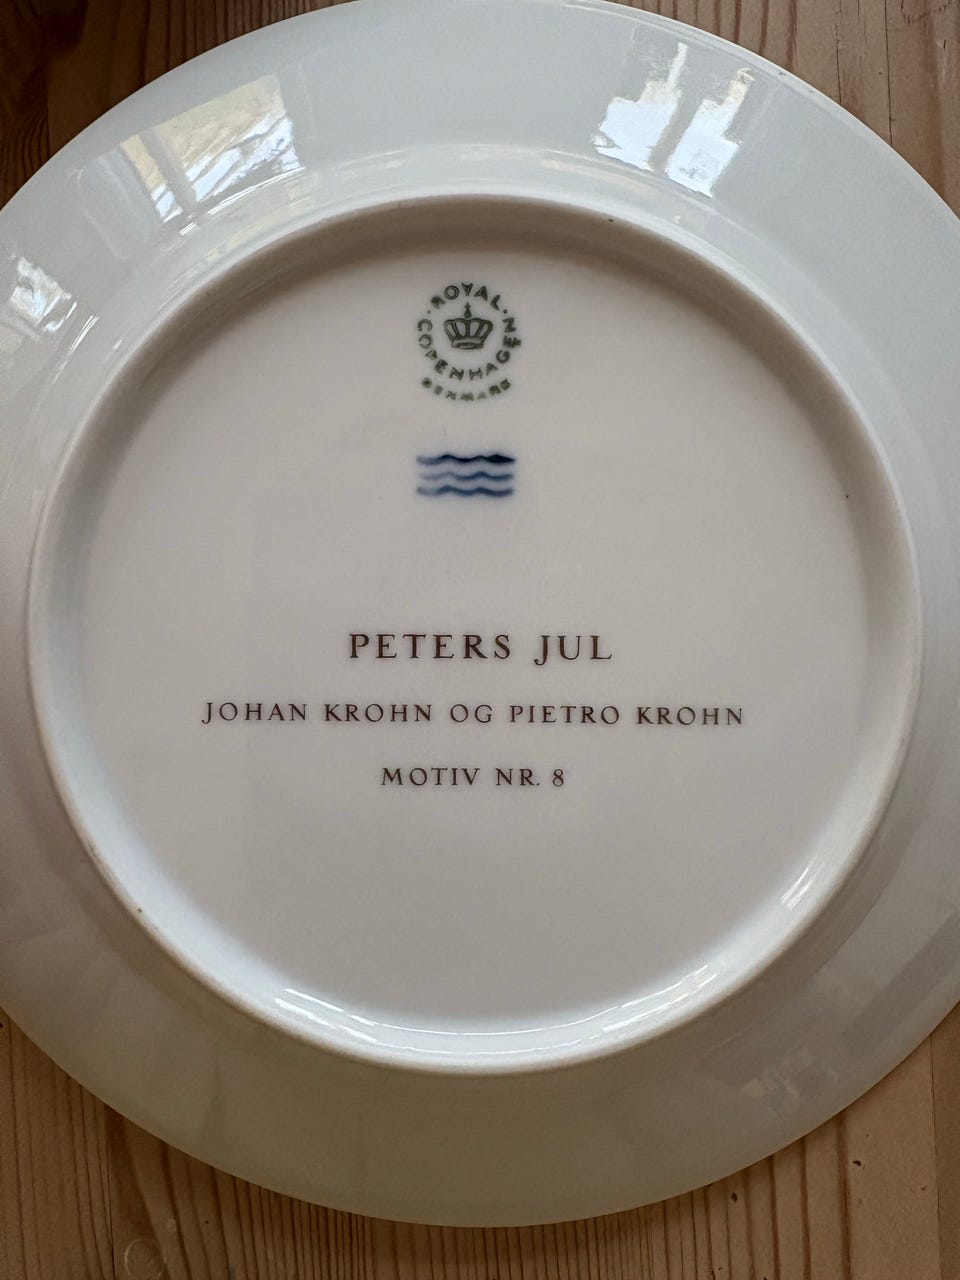 ROYAL
COPENHAGEN
DENMARK
PETERS JUL
JOHAN KROHN OG PIETRO KROHN
MOTIV NR. 8